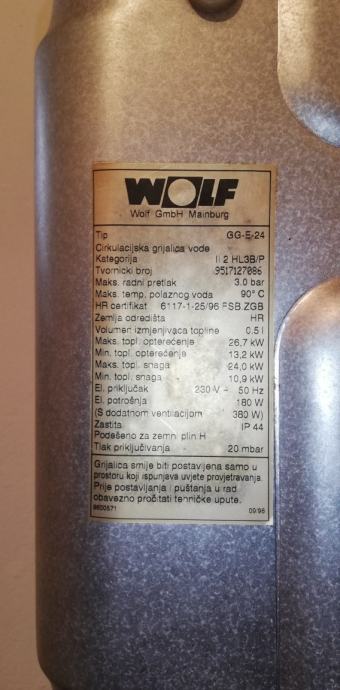 WOLF
Wolf GmbH Mainburg
Tip GG-E-24
Cirkulacijska grijalica vode
Kategorija II 2 HL3B/P
Tvornicki broj 9517127086
Maks. radni pretlak 3.0 bar
Maks. temp. polaznog voda 90° C
HR certifikat 6117-1-25/96 FSB ZGB
Zemlja odredišta HR
Volumen izmjenjivaca topline 0.5 l
Maks. topl. opterećenje 26,7 kW
Min. topl. opterećenje 13,2 kW
Maks. topl. snaga 24,0 kW
Min. topl. snaga 10,9 kW
El. priključak 230 V ~ 50 Hz
El. potrošnja 180 W
(S dodatnom ventilacijom 380 W)
Zastita IP 44
Podešeno za zemn. plin H
Tlak priključivanja 20 mbar
Grijalica smije biti postavljena samo u
prostoru koji ispunjava uvjete provjetravanja.
Prije postavljanja i puštanja u rad
obavezno pročitati tehničke upute.
8600571 09/96